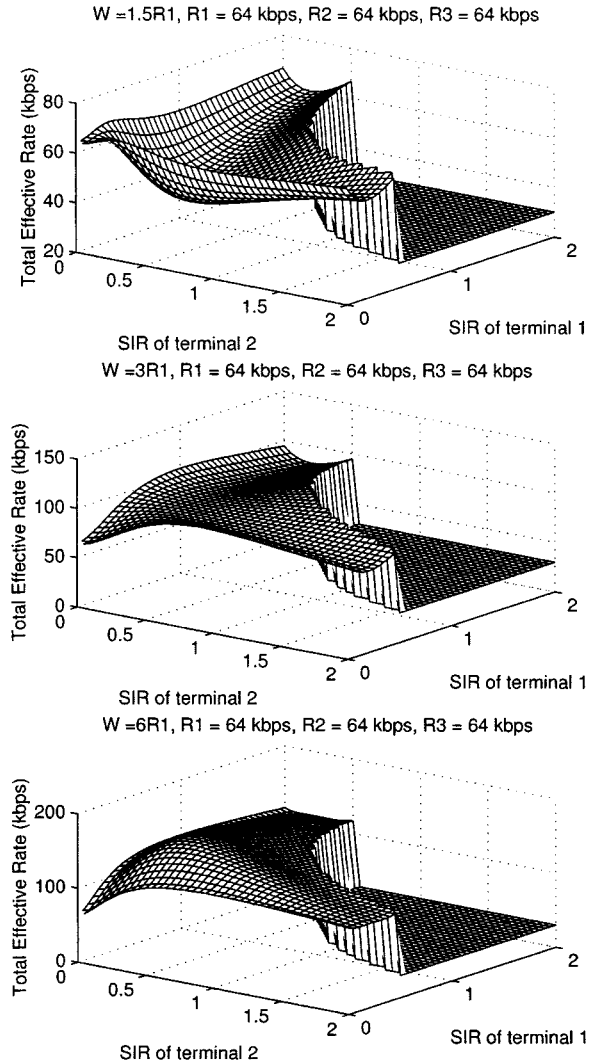 W =1.5R1, R1 = 64 kbps, R2 = 64 kbps, R3 = 64 kbps
80
60
40
20
Total Effective Rate (kbps)
0
0.5
1
1.5
2
SIR of terminal 2
0
1
2
SIR of terminal 1
W =3R1, R1 = 64 kbps, R2 = 64 kbps, R3 = 64 kbps
150
100
50
0
Total Effective Rate (kbps)
0
0.5
1
1.5
2
SIR of terminal 2
0
1
2
SIR of terminal 1
W =6R1, R1 = 64 kbps, R2 = 64 kbps, R3 = 64 kbps
200
100
0
Total Effective Rate (kbps)
0
0.5
1
1.5
2
SIR of terminal 2
0
1
2
SIR of terminal 1